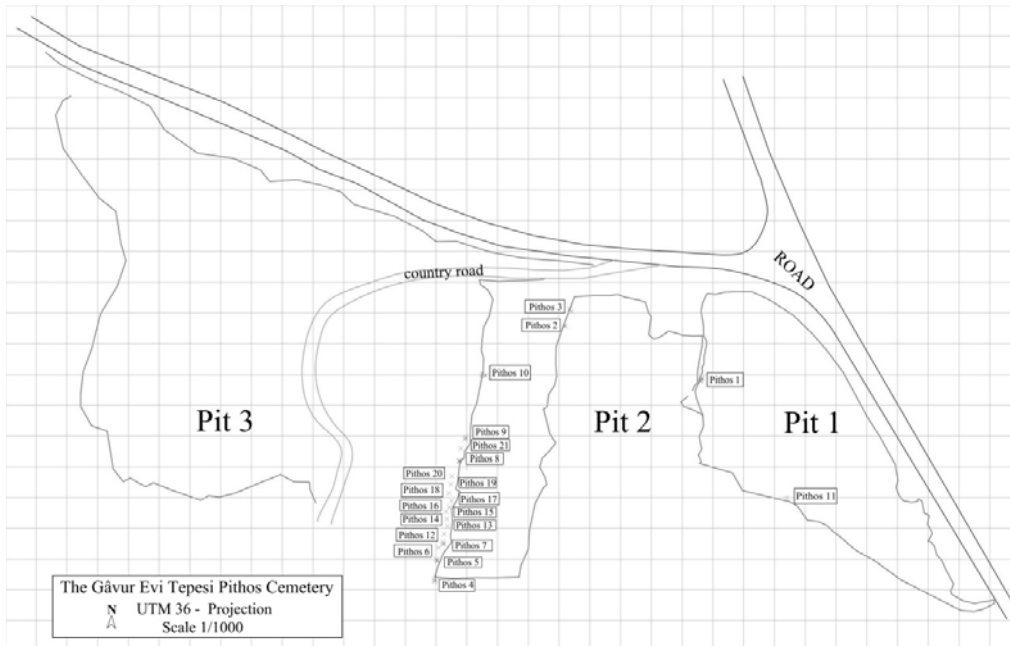 country road
ROAD
Pithos 3
Pithos 2
Pithos 10
Pithos 1
Pit 3
Pit 2
Pit 1
Pithos 9
Pithos 21
Pithos 8
Pithos 20
Pithos 19
Pithos 18
Pithos 11
Pithos 17
Pithos 16
Pithos 15
Pithos 14
Pithos 13
Pithos 12
Pithos 7
Pithos 6
Pithos 5
Pithos 4
The Gâvur Evi Tepesi Pithos Cemetery
N UTM 36 - Projection
Scale 1/1000